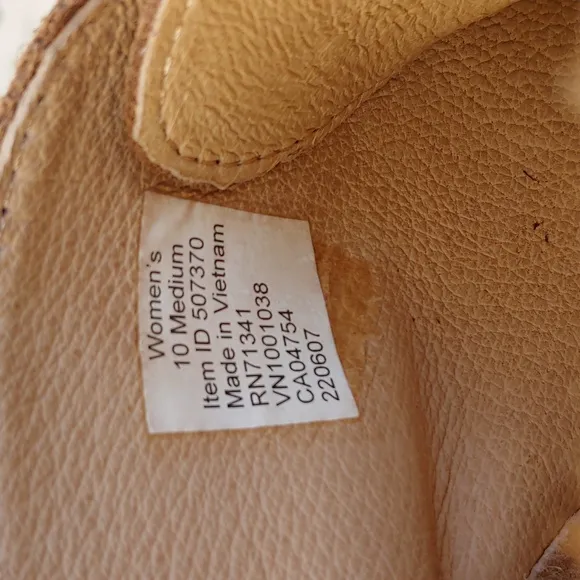 Women's
10 Medium
Item ID 507370
Made in Vietnam
RN71341
VN1001038
CA04754
220607